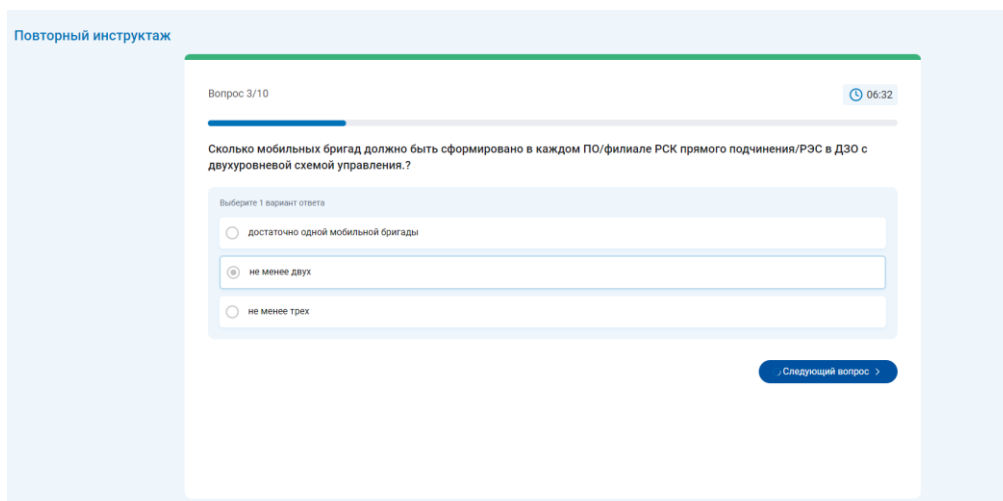 Повторный инструктаж
Вопрос 3/10
06:32
Сколько мобильных бригад должно быть сформировано в каждом ПО/филиале РСК прямого подчинения/РЭС в ДЗО с
двухуровневой схемой управления.?
Выберите 1 вариант ответа
достаточно одной мобильной бригады
не менее двух
не менее трех
Следующий вопрос >